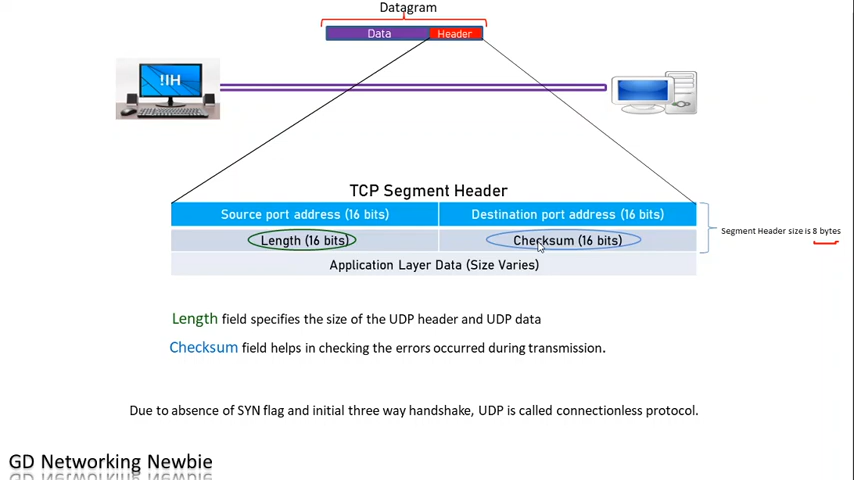 Datagram
Data
Header
!IH
TCP Segment Header
Source port address (16 bits)
Destination port address (16 bits)
Segment Header size is 8 bytes
Length (16 bits)
Checksum (16 bits)
Application Layer Data (Size Varies)
Length field specifies the size of the UDP header and UDP data
Checksum field helps in checking the errors occurred during transmission.
Due to absence of SYN flag and initial three way handshake, UDP is called connectionless protocol.
GD Networking Newbie